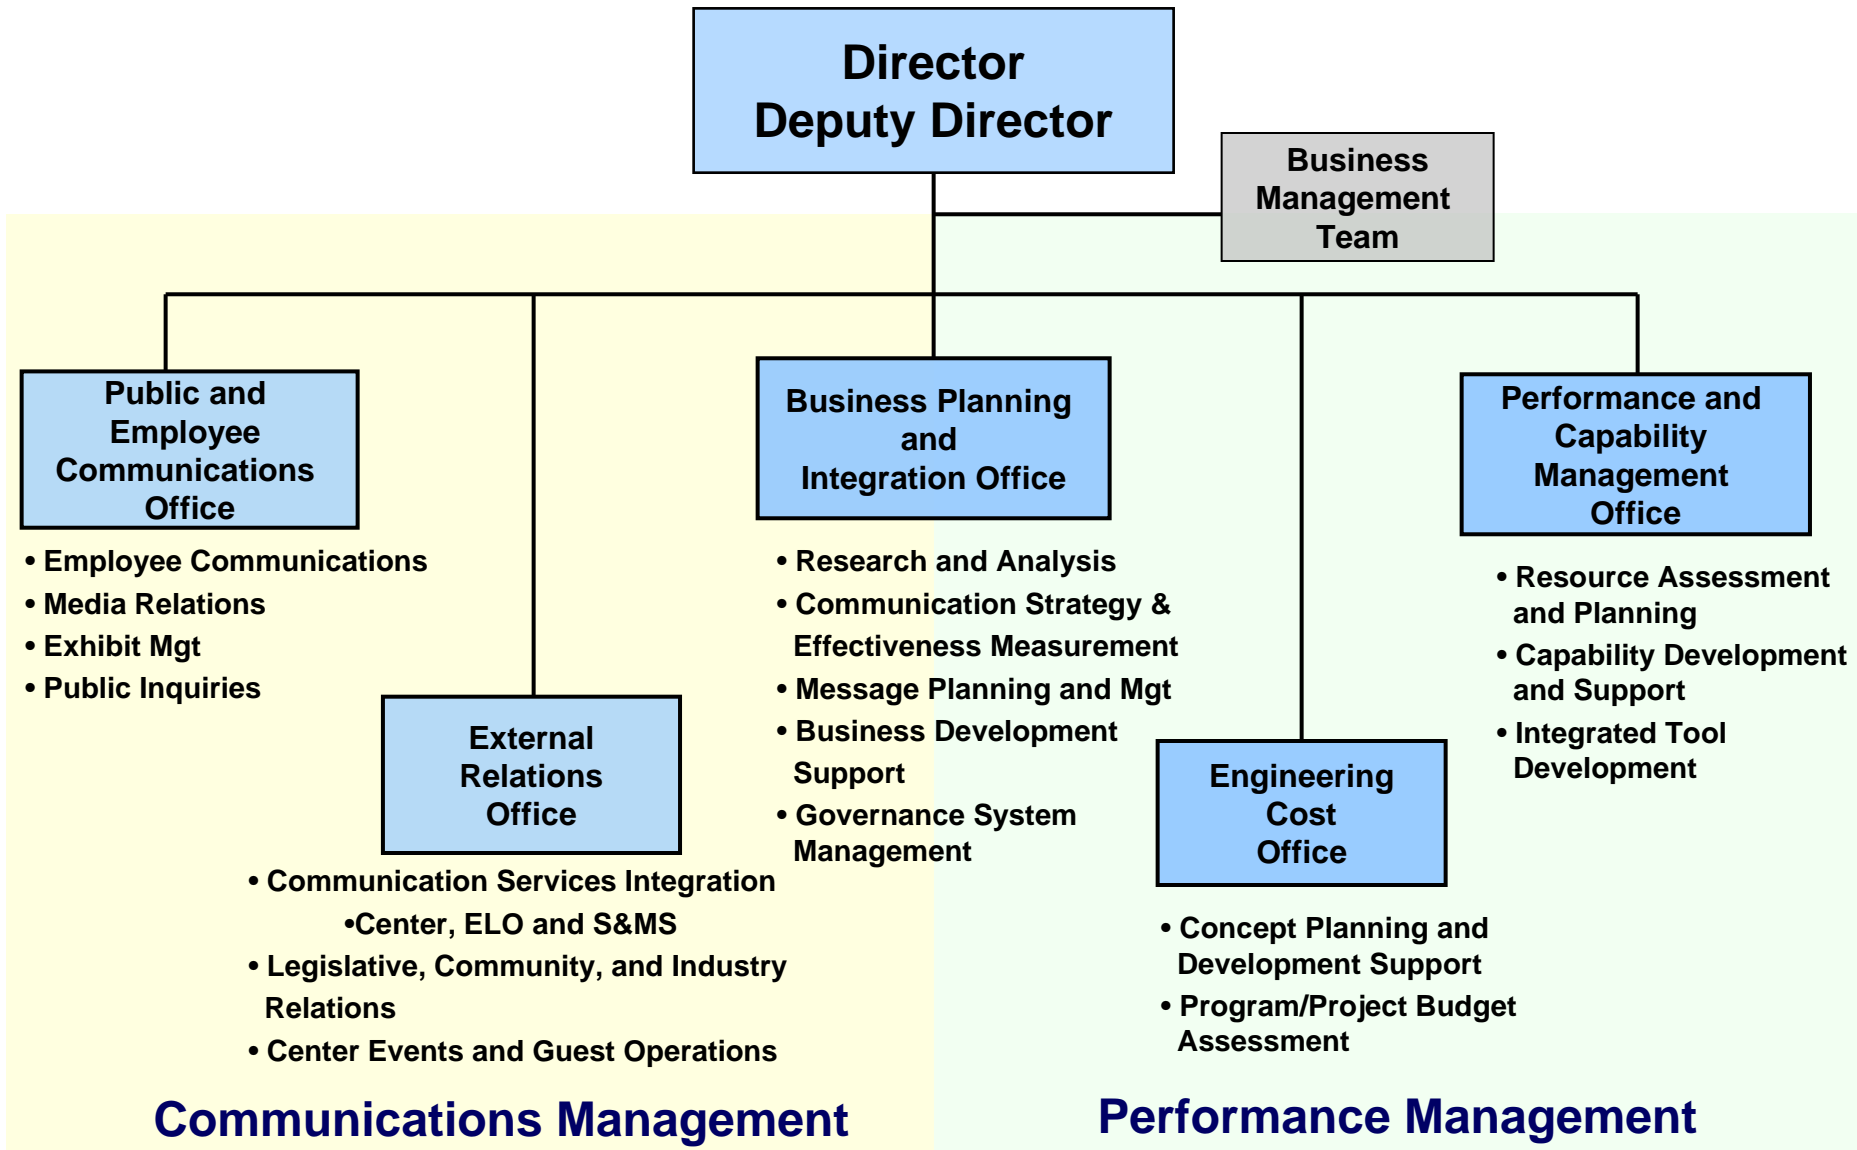 Director
Deputy Director
Business
Management
Team
Public and
Employee
Communications
Office
• Employee Communications
• Media Relations
• Exhibit Mgt
• Public Inquiries
External
Relations
Office
• Communication Services Integration
•Center, ELO and S&MS
• Legislative, Community, and Industry
Relations
• Center Events and Guest Operations
Business Planning
and
Integration Office
• Research and Analysis
• Communication Strategy &
Effectiveness Measurement
• Message Planning and Mgt
• Business Development
Support
• Governance System
Management
Engineering
Cost
Office
• Concept Planning and
Development Support
• Program/Project Budget
Assessment
Performance and
Capability
Management
Office
• Resource Assessment
and Planning
• Capability Development
and Support
• Integrated Tool
Development
Communications Management
Performance Management